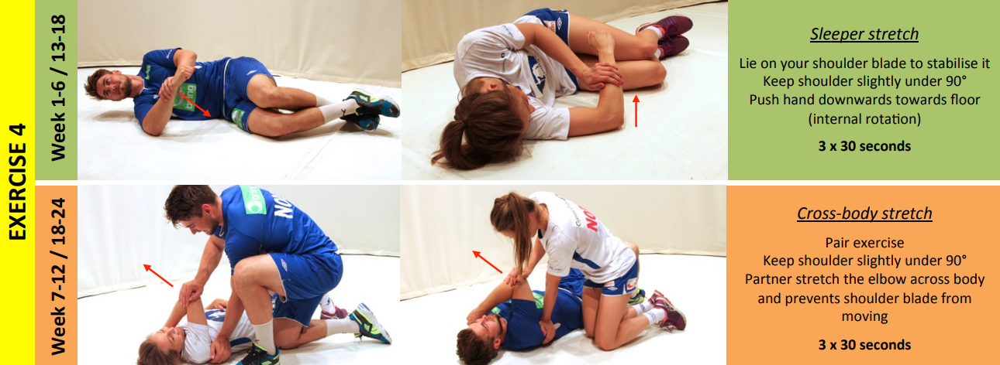 EXERCISE 4
Week 1-6 / 13-18
Sleeper stretch
Lie on your shoulder blade to stabilise it
Keep shoulder slightly under 90°
Push hand downwards towards floor
(internal rotation)
3 x 30 seconds
bring
Week 7-12 / 18-24
Cross-body stretch
Pair exercise
Keep shoulder slightly under 90°
Partner stretch the elbow across body
and prevents shoulder blade from
moving
3 x 30 seconds